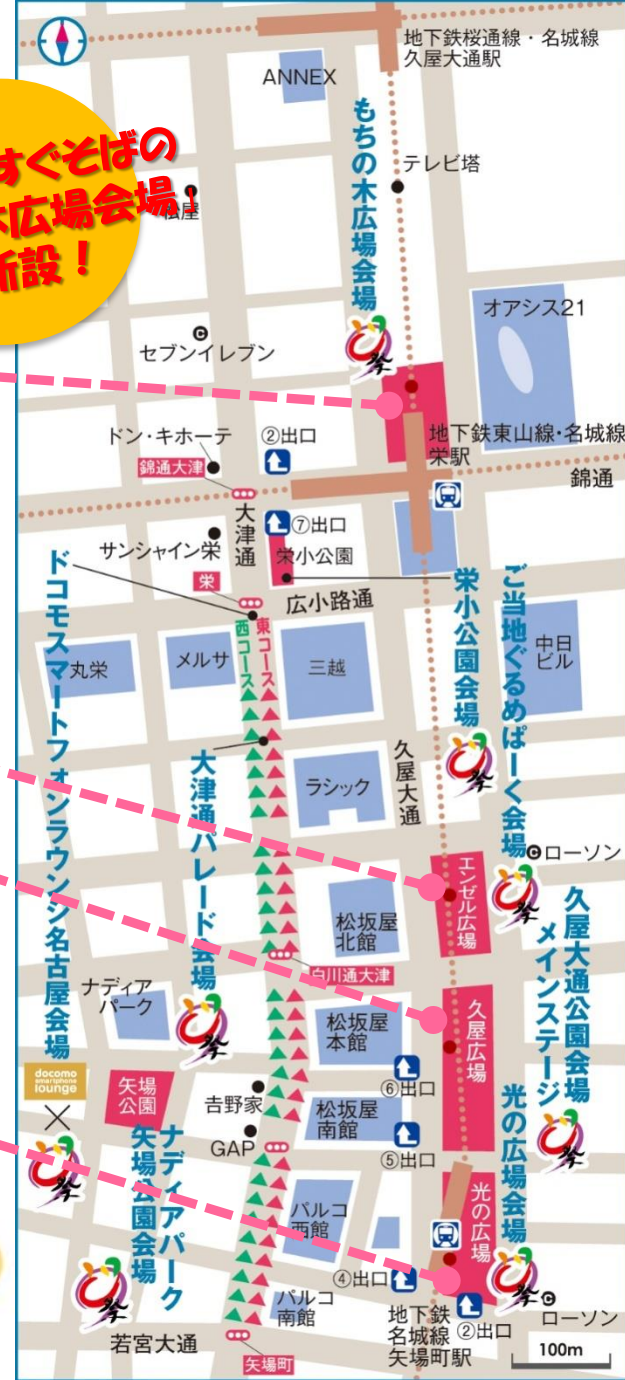 地下鉄桜通線・名城線
久屋大通駅
ANNEX
もちの木広場会場
テレビ塔
すぐそばの
木広場会場」
新設！
松屋
オアシス21
セブンイレブン
ドン・キホーテ
②出口
地下鉄東山線・名城線
栄駅
錦通大津
錦通
大津通
⑦出口
サンシャイン栄
栄小公園
栄
広小路通
ドコモスマートフォンラウンジ名古屋会場
西コース
東コース
栄小公園会場
ご当地ぐるめぱーく会場
丸栄
メルサ
三越
中日
ビル
大津通パレード会場
ラシック
久屋大通
ローソン
エンゼル広場
松坂屋
北館
久屋大通公園会場
メインステージ
白川通大津
ナディア
パーク
松坂屋
本館
久屋広場
⑥出口
docomo
smartphone
lounge
矢場
公園
吉野家
松坂屋
南館
GAP
⑤出口
光の広場会場
ナディアパーク
矢場公園会場
パルコ
西館
光の広場
④出口
パルコ
南館
地下鉄
名城線
矢場町駅
②出口
ローソン
若宮大通
矢場町
100m